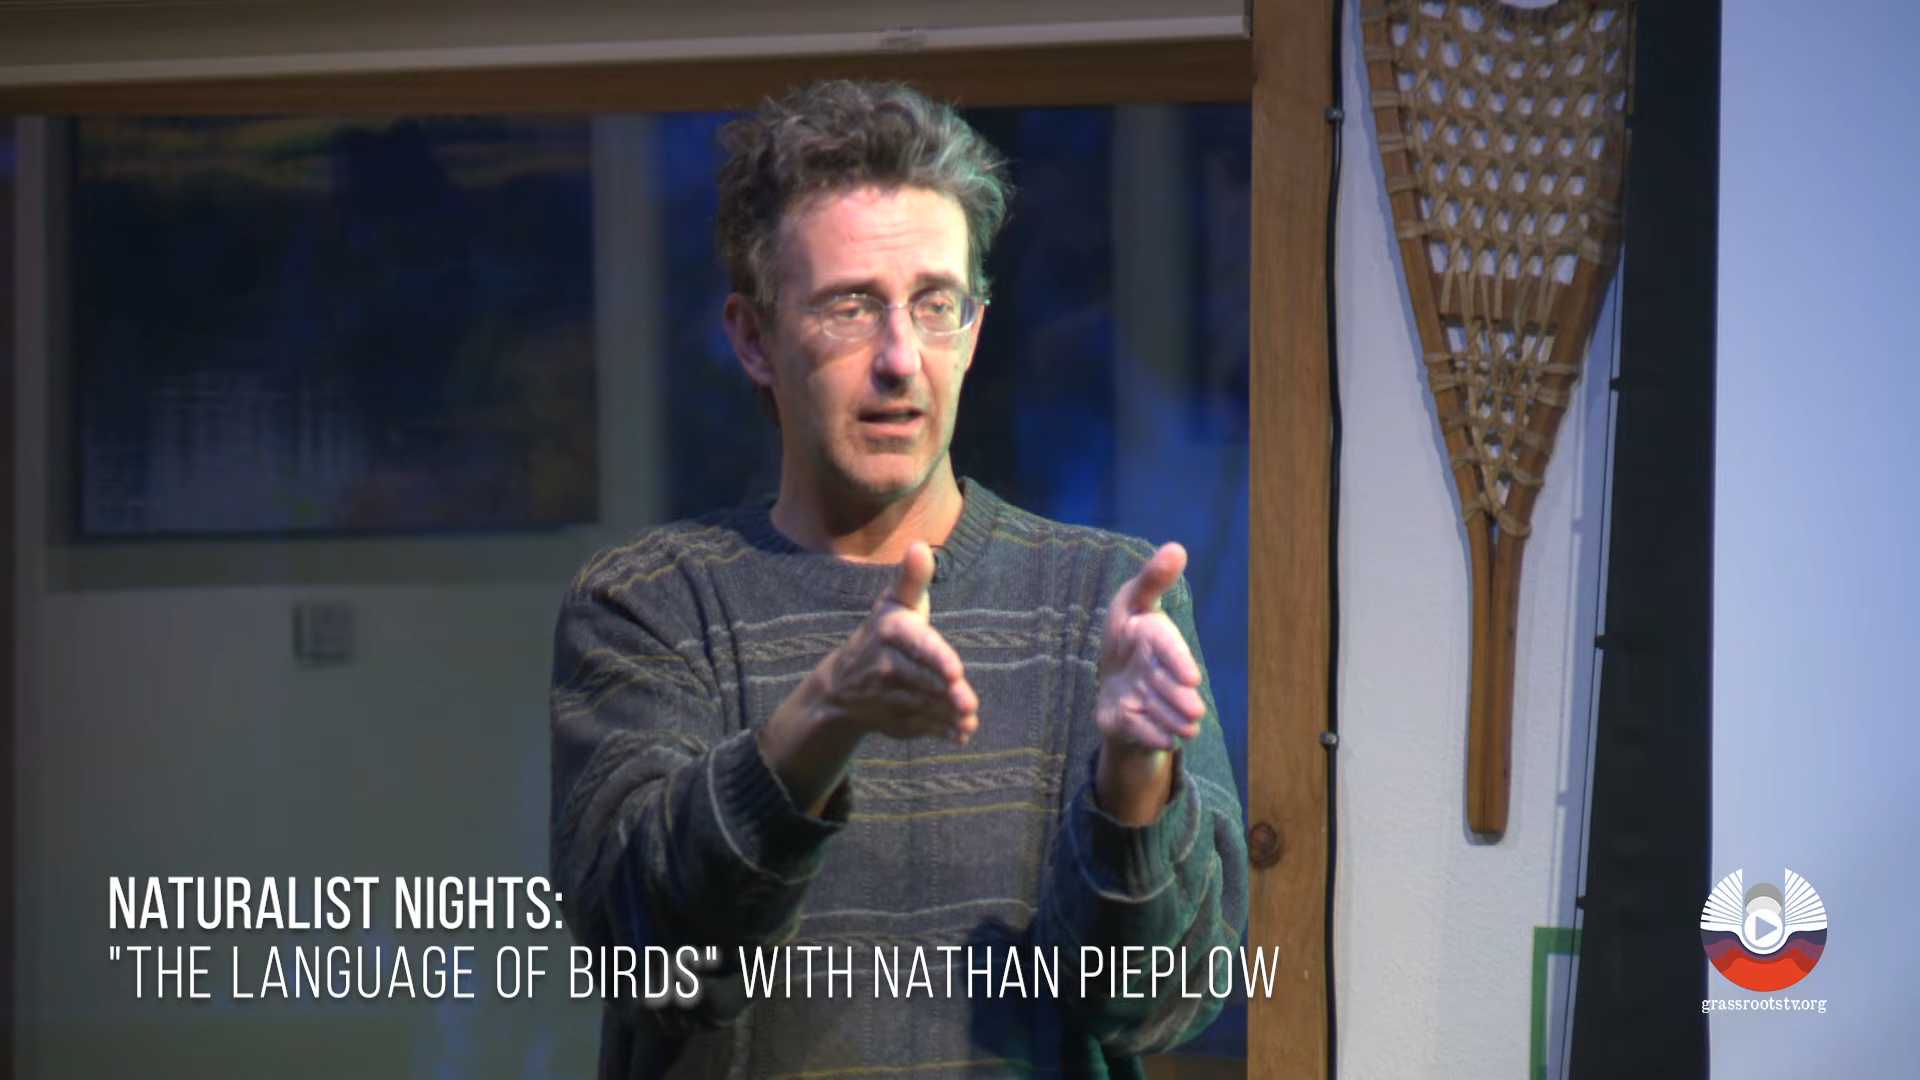 NATURALIST NIGHTS:
"THE LANGUAGE OF BIRDS" WITH NATHAN PIEPLOW
grassrootstv.org